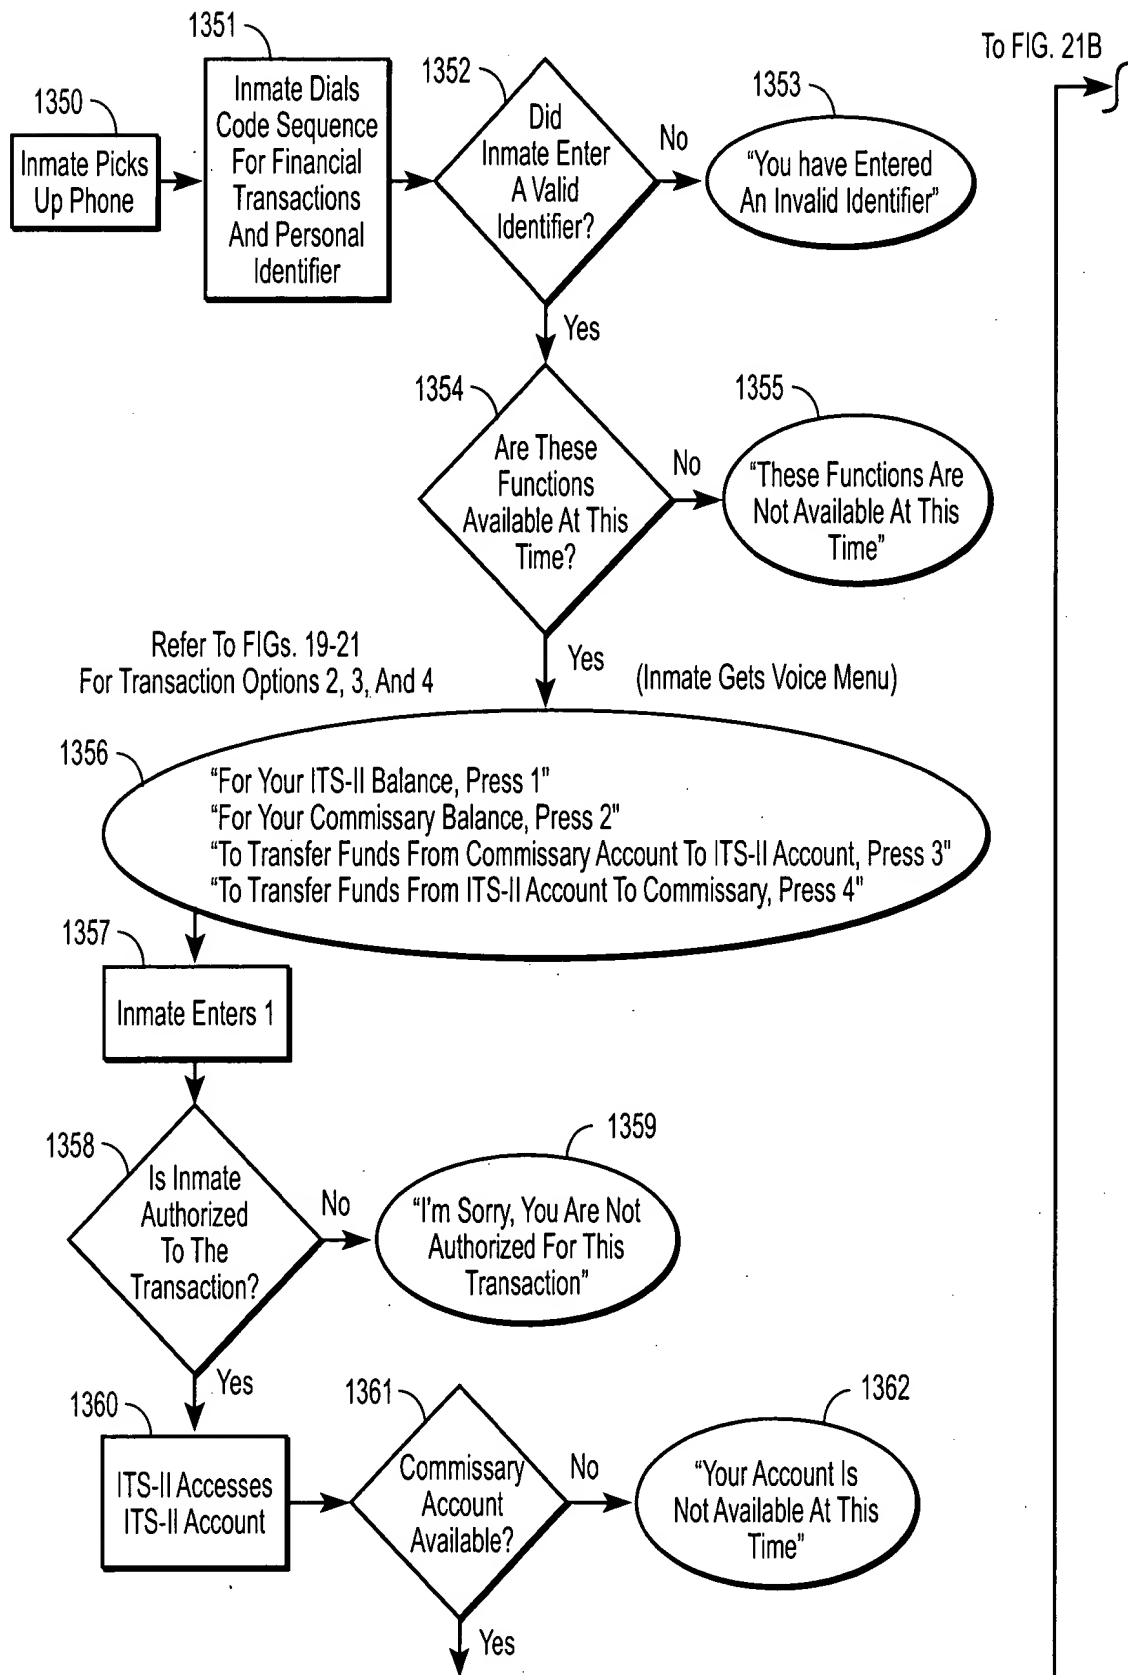 To FIG. 21B
1350
Inmate Picks
Up Phone
1351
Inmate Dials
Code Sequence
For Financial
Transactions
And Personal
Identifier
1352
Did
Inmate Enter
A Valid
Identifier?
No
1353
“You have Entered
An Invalid Identifier”
Yes
1354
Are These
Functions
Available At This
Time?
No
1355
“These Functions Are
Not Available At This
Time”
Yes
Refer To FIGs. 19-21
For Transaction Options 2, 3, And 4
(Inmate Gets Voice Menu)
1356
“For Your ITS-II Balance, Press 1”
“For Your Commissary Balance, Press 2”
“To Transfer Funds From Commissary Account To ITS-II Account, Press 3”
“To Transfer Funds From ITS-II Account To Commissary, Press 4”
1357
Inmate Enters 1
1358
Is Inmate
Authorized
To The
Transaction?
No
1359
“I'm Sorry, You Are Not
Authorized For This
Transaction”
Yes
1360
ITS-II Accesses
ITS-II Account
1361
Commissary
Account
Available?
No
1362
“Your Account Is
Not Available At This
Time”
Yes